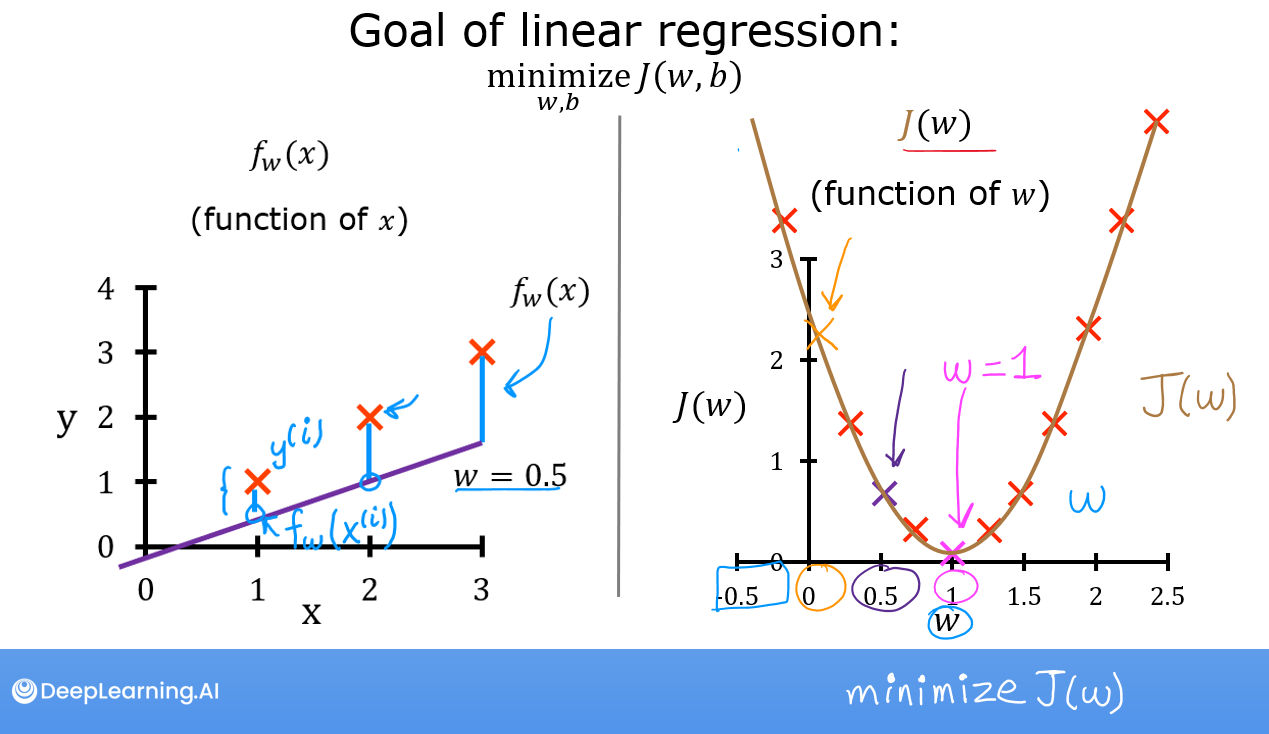 Goal of linear regression:
minimize J(w, b)
w,b
f_w(x)
(function of x)
4
3
2
1
0
y
0 1 2 3
x
f_w(x)
w = 0.5
y^(i)
f_w(x^(i))
J(w)
(function of w)
3
2
1
0
J(w)
w=1
J(w)
w
-0.5 0 0.5 1 1.5 2 2.5
w
DeepLearning.AI
minimize J(w)